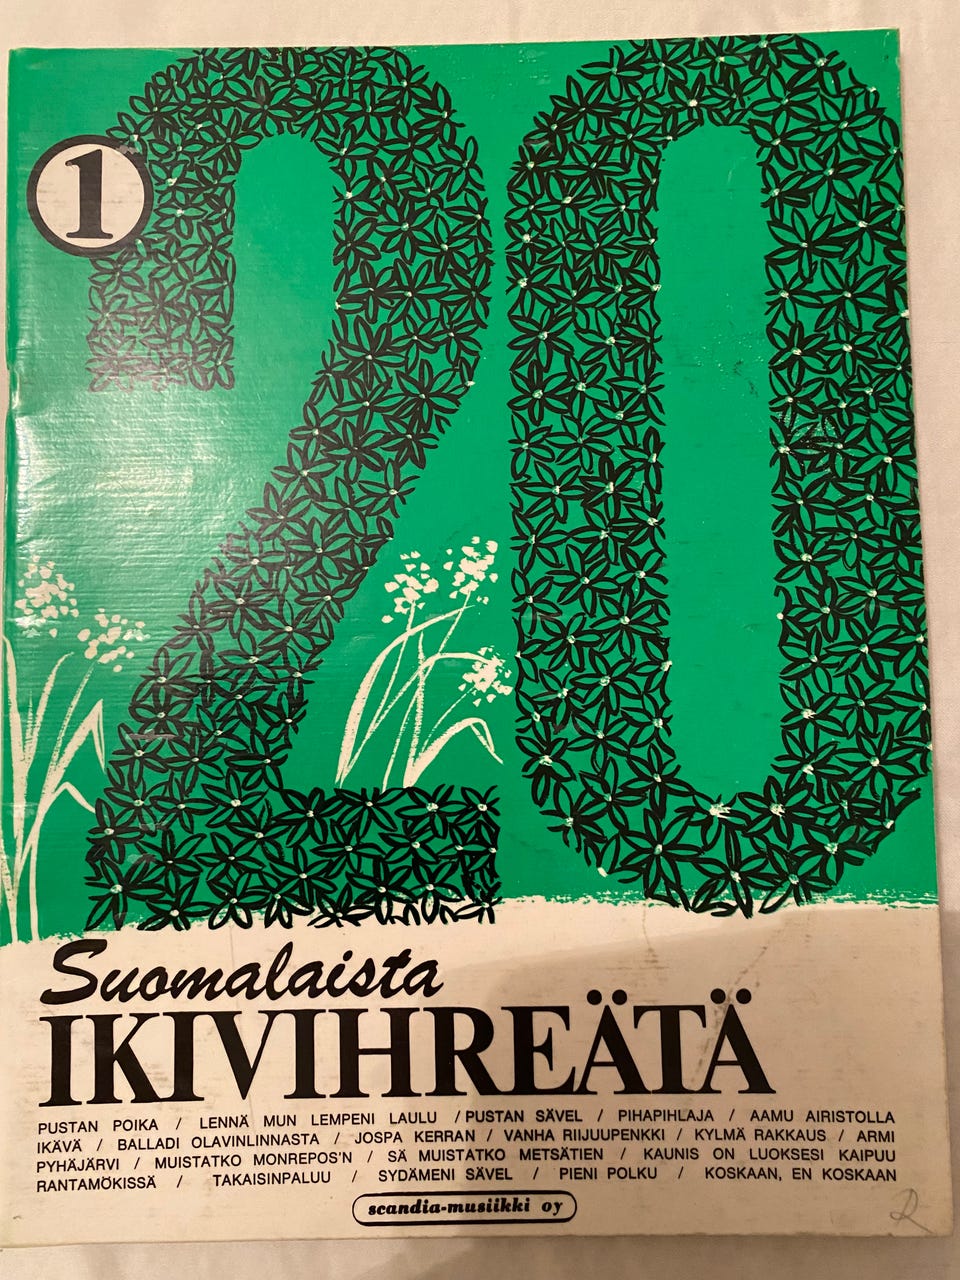 1
20
Suomalaista
IKIVIHREÄTÄ
PUSTAN POIKA / LENNÄ MUN LEMPENI LAULU / PUSTAN SÄVEL / PIHAPIHLAJA / AAMU AIRISTOLLA
IKÄVÄ / BALLADI OLAVINLINNASTA / JOSPA KERRAN / VANHA RIIJUUPENKKI / KYLMÄ RAKKAUS / ARMI
PYHÄJÄRVI / MUISTATKO MONREPOS'N / SÄ MUISTATKO METSÄTIEN / KAUNIS ON LUOKSESI KAIPUU
RANTAMÖKISSÄ / TAKAISINPALUU / SYDÄMENI SÄVEL / PIENI POLKU / KOSKAAN, EN KOSKAAN
scandia-musiikki oy